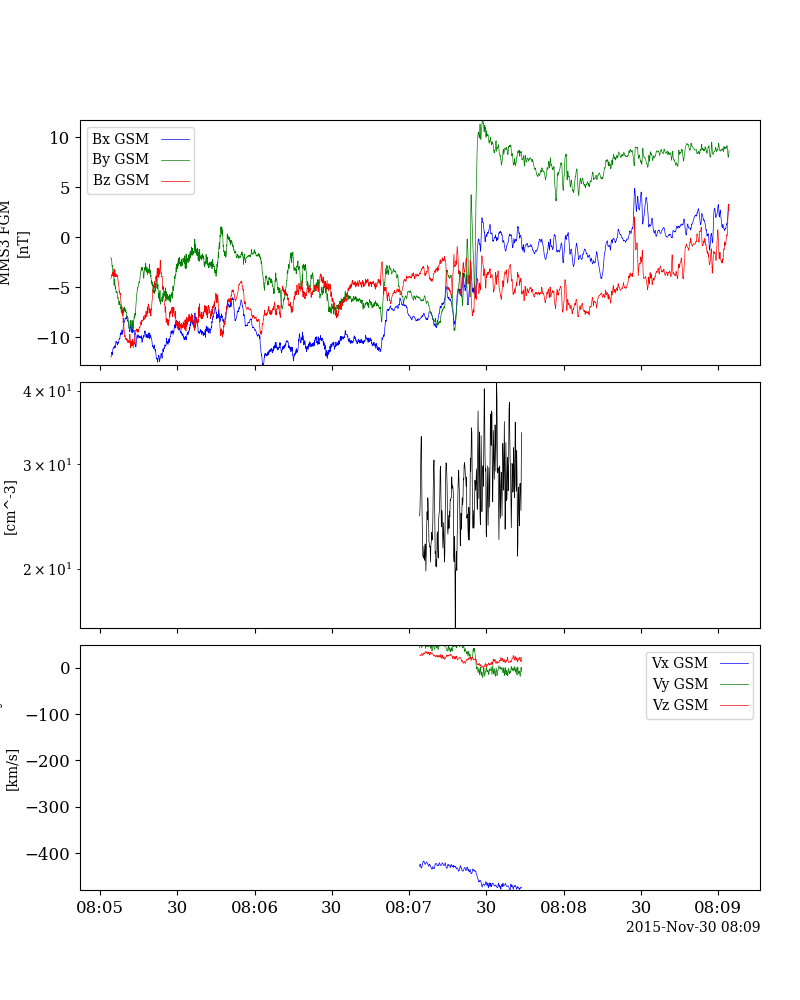 10
5
0
−5
−10
MMS3 FGM
[nT]
Bx GSM
By GSM
Bz GSM
4 × 10¹
3 × 10¹
2 × 10¹
[cm^-3]
0
−100
−200
−300
−400
[km/s]
Vx GSM
Vy GSM
Vz GSM
08:05 30 08:06 30 08:07 30 08:08 30 08:09
2015-Nov-30 08:09